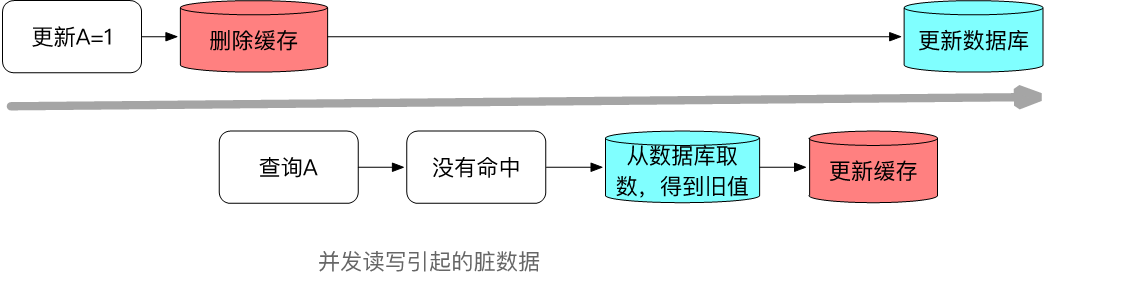 更新A=1
删除缓存
更新数据库
查询A
没有命中
从数据库取
数，得到旧值
更新缓存
并发读写引起的脏数据